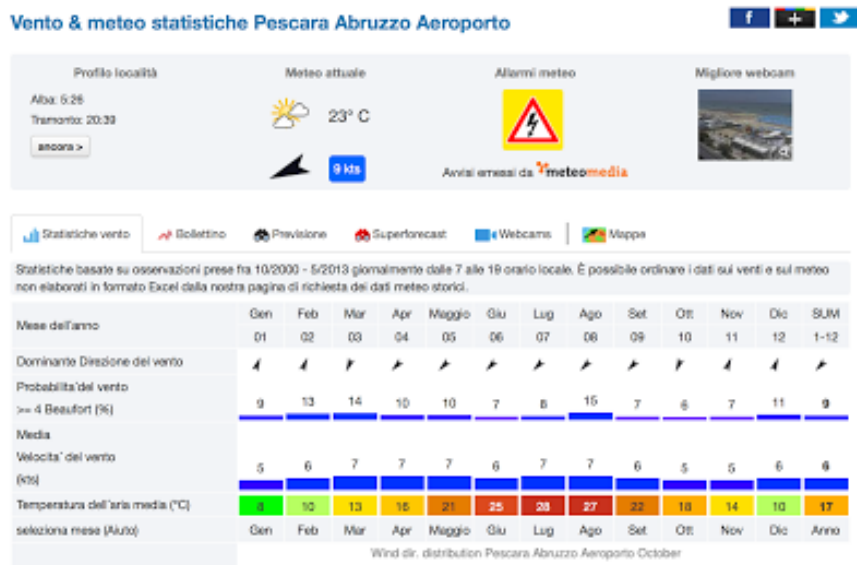 Vento & meteo statistiche Pescara Abruzzo Aeroporto
Profilo località Meteo attuale Allarmi meteo Migliore webcam
Alba: 5:26
Tramonto: 20:39
23° C
ancora >
9 kts
Avvisi emessi da meteomedia
Statistiche vento Bollettino Previsione Superforecast Webcams Mappe
Statistiche basate su osservazioni prese fra 10/2000 - 5/2013 giornalmente dalle 7 alle 19 orario locale. È possibile ordinare i dati sui venti e sul meteo
non elaborati in formato Excel dalla nostra pagina di richiesta dei dati meteo storici.
Mese dell'anno
Gen Feb Mar Apr Maggio Giu Lug Ago Set Ott Nov Dic SUM
01 02 03 04 05 06 07 08 09 10 11 12 1-12
Dominante Direzione del vento
Probabilita'del vento
>= 4 Beaufort (%)
9 13 14 10 10 7 8 15 7 6 7 11 9
Media
Velocita' del vento
(kts)
5 6 7 7 7 6 7 7 6 5 5 6 6
Temperatura dell'aria media (°C) 8 10 13 16 21 25 28 27 22 18 14 10 17
seleziona mese (Aiuto) Gen Feb Mar Apr Maggio Giu Lug Ago Set Ott Nov Dic Anno
Wind dir. distribution Pescara Abruzzo Aeroporto October